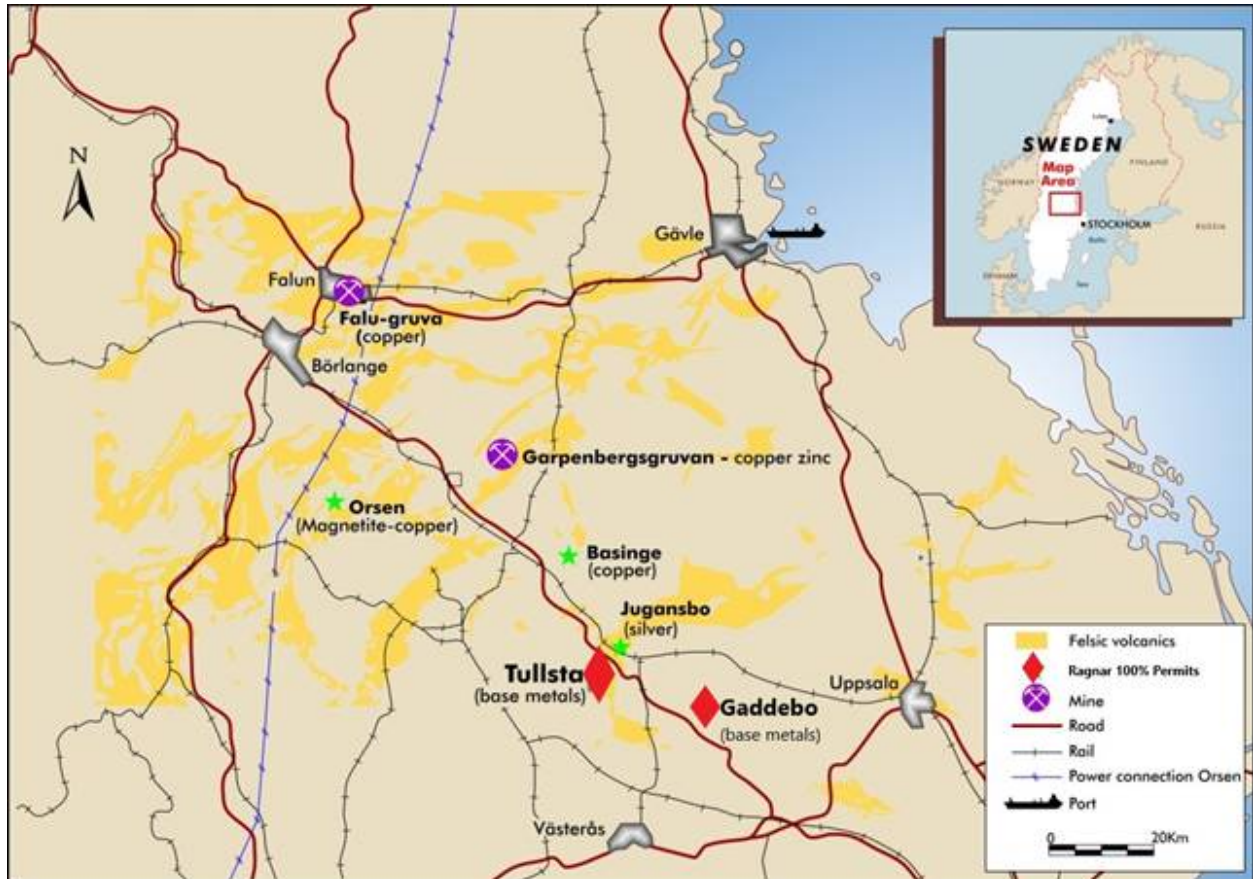 N
Falun
Falu-gruva
(copper)
Börlange
Gävle
Garpenbergsgruvan - copper zinc
Orsen
(Magnetite-copper)
Basinge
(copper)
Jugansbo
(silver)
Tullsta
(base metals)
Gaddebo
(base metals)
Uppsala
Västerås
SWEDEN
Map
Area
NORWAY
FINLAND
STOCKHOLM
RUSSIA
Sea
Felsic volcanics
Ragnar 100% Permits
Mine
Road
Rail
Power connection Orsen
Port
0 20Km